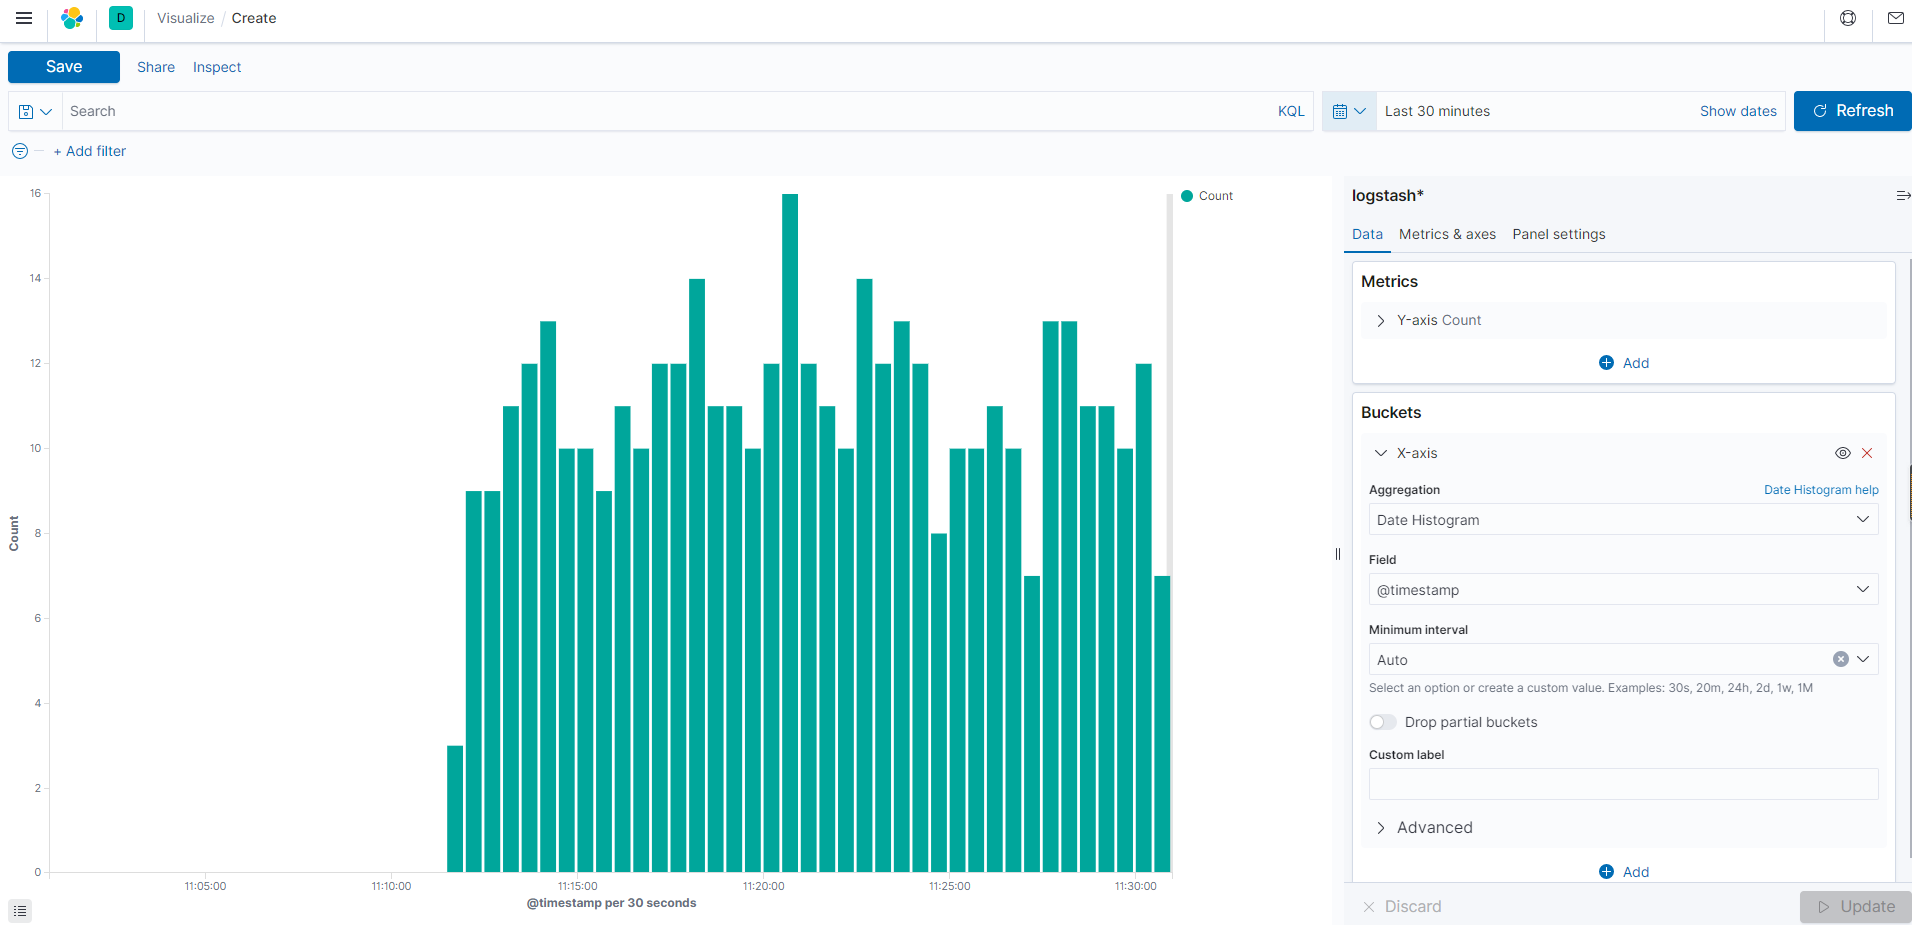 D Visualize / Create
Save Share Inspect
Search KQL Last 30 minutes Show dates Refresh
+ Add filter
16
14
12
10
8
6
4
2
0
Count
11:05:00 11:10:00 11:15:00 11:20:00 11:25:00 11:30:00
@timestamp per 30 seconds
Count
logstash*
Data Metrics & axes Panel settings
Metrics
Y-axis Count
Add
Buckets
X-axis
Aggregation Date Histogram help
Date Histogram
Field
@timestamp
Minimum interval
Auto
Select an option or create a custom value. Examples: 30s, 20m, 24h, 2d, 1w, 1M
Drop partial buckets
Custom label
Advanced
Add
Discard Update